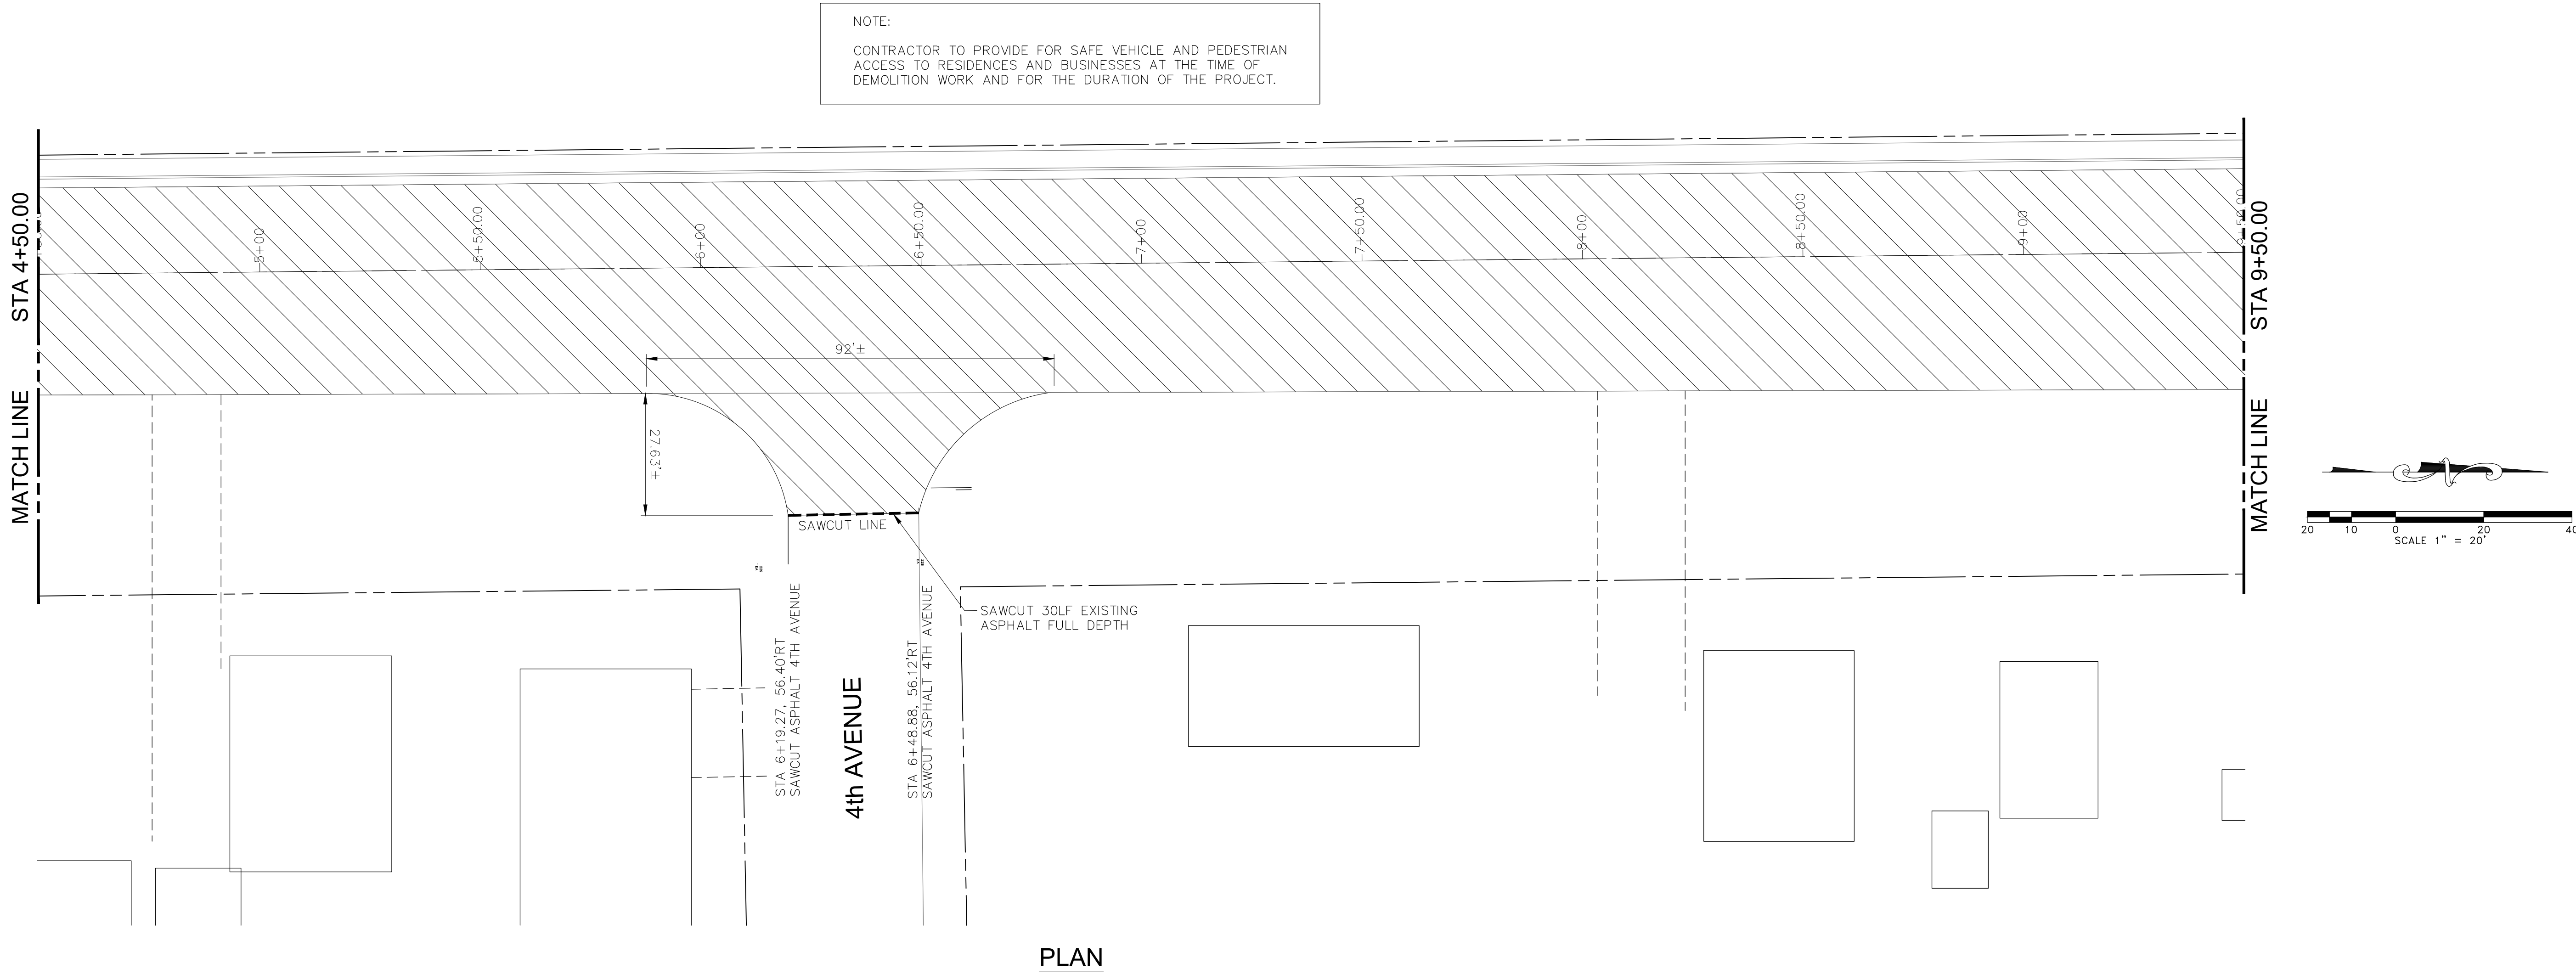 NOTE:
CONTRACTOR TO PROVIDE FOR SAFE VEHICLE AND PEDESTRIAN
ACCESS TO RESIDENCES AND BUSINESSES AT THE TIME OF
DEMOLITION WORK AND FOR THE DURATION OF THE PROJECT.
MATCH LINE STA 4+50.00
5+00
5+50.00
6+00
6+50.00
7+00
7+50.00
8+00
8+50.00
9+00
9+50.00
MATCH LINE STA 9+50.00
92'±
27.63'±
SAWCUT LINE
SAWCUT 30LF EXISTING
ASPHALT FULL DEPTH
STA 6+19.27, 56.40'RT
SAWCUT ASPHALT 4TH AVENUE
4th AVENUE
STA 6+48.88, 56.12'RT
SAWCUT ASPHALT 4TH AVENUE
20 10 0 20 40
SCALE 1" = 20'
PLAN